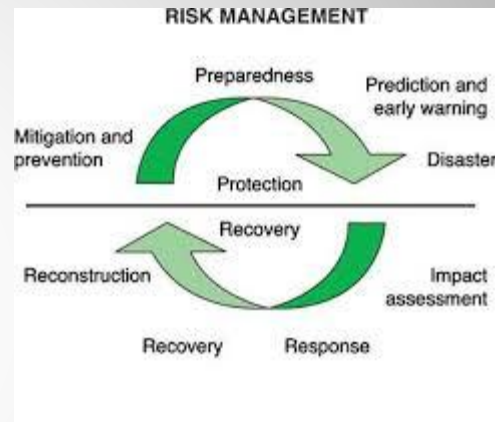 RISK MANAGEMENT
Preparedness
Prediction and
early warning
Mitigation and
prevention
Disaster
Protection
Recovery
Reconstruction
Impact
assessment
Recovery
Response